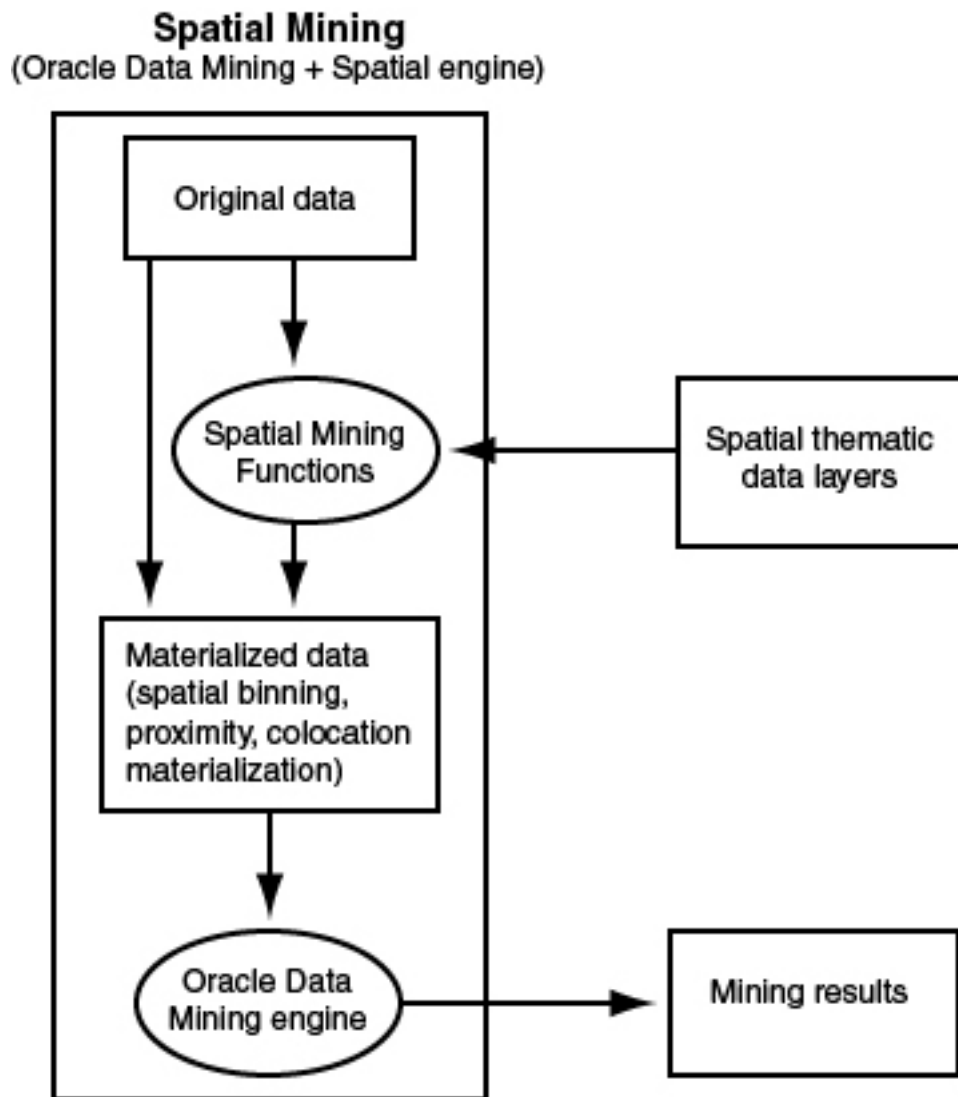 Spatial Mining
(Oracle Data Mining + Spatial engine)
Original data
Spatial Mining
Functions
Spatial thematic
data layers
Materialized data
(spatial binning,
proximity, colocation
materialization)
Oracle Data
Mining engine
Mining results